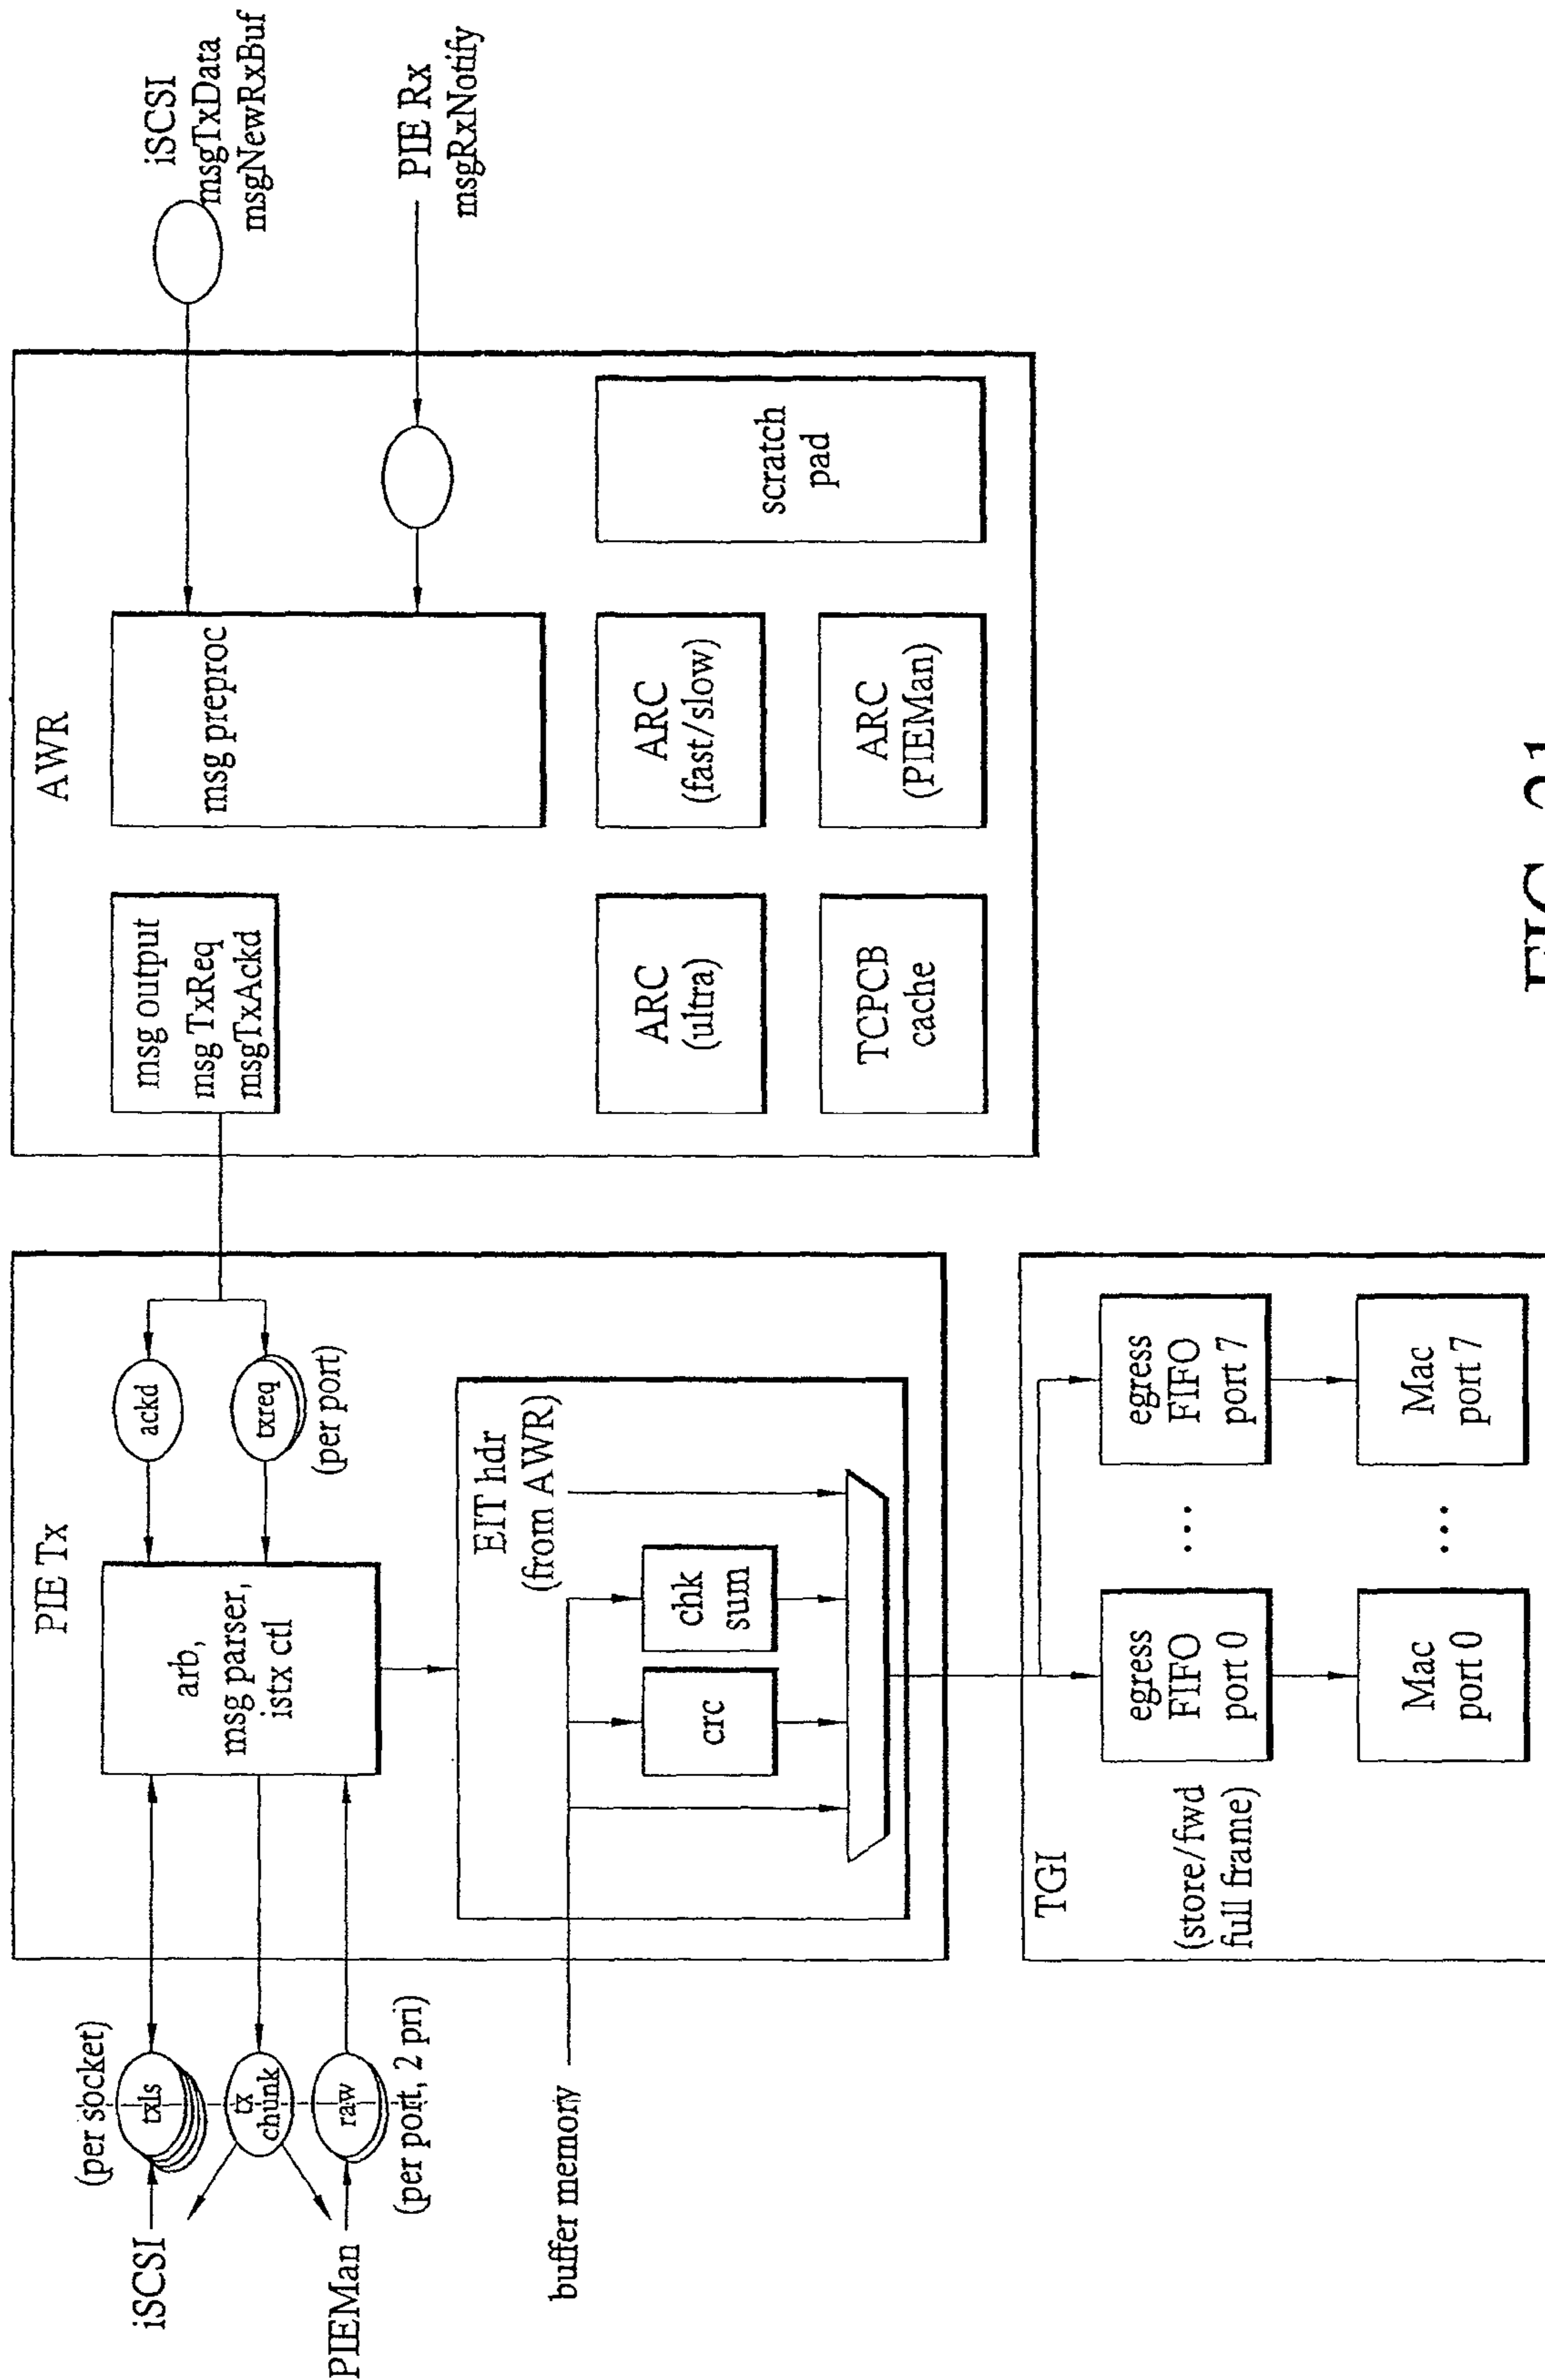 iSCSI
(per socket)
txls
tx
chunk
PIEMan
raw
(per port, 2 pri)
buffer memory
PIE Tx
arb,
msg parser,
istx ctl
ackd
txreq
(per port)
EIT hdr
(from AWR)
crc
chk
sum
TGI
(store/fwd
full frame)
egress
FIFO
port 0
...
egress
FIFO
port 7
Mac
port 0
...
Mac
port 7
AWR
msg output
msg TxReq
msgTxAckd
msg preproc
ARC
(ultra)
ARC
(fast/slow)
TCPCB
cache
ARC
(PIEMan)
scratch
pad
iSCSI
msgTxData
msgNewRxBuf
PIE Rx
msgRxNotify
FIG. 21